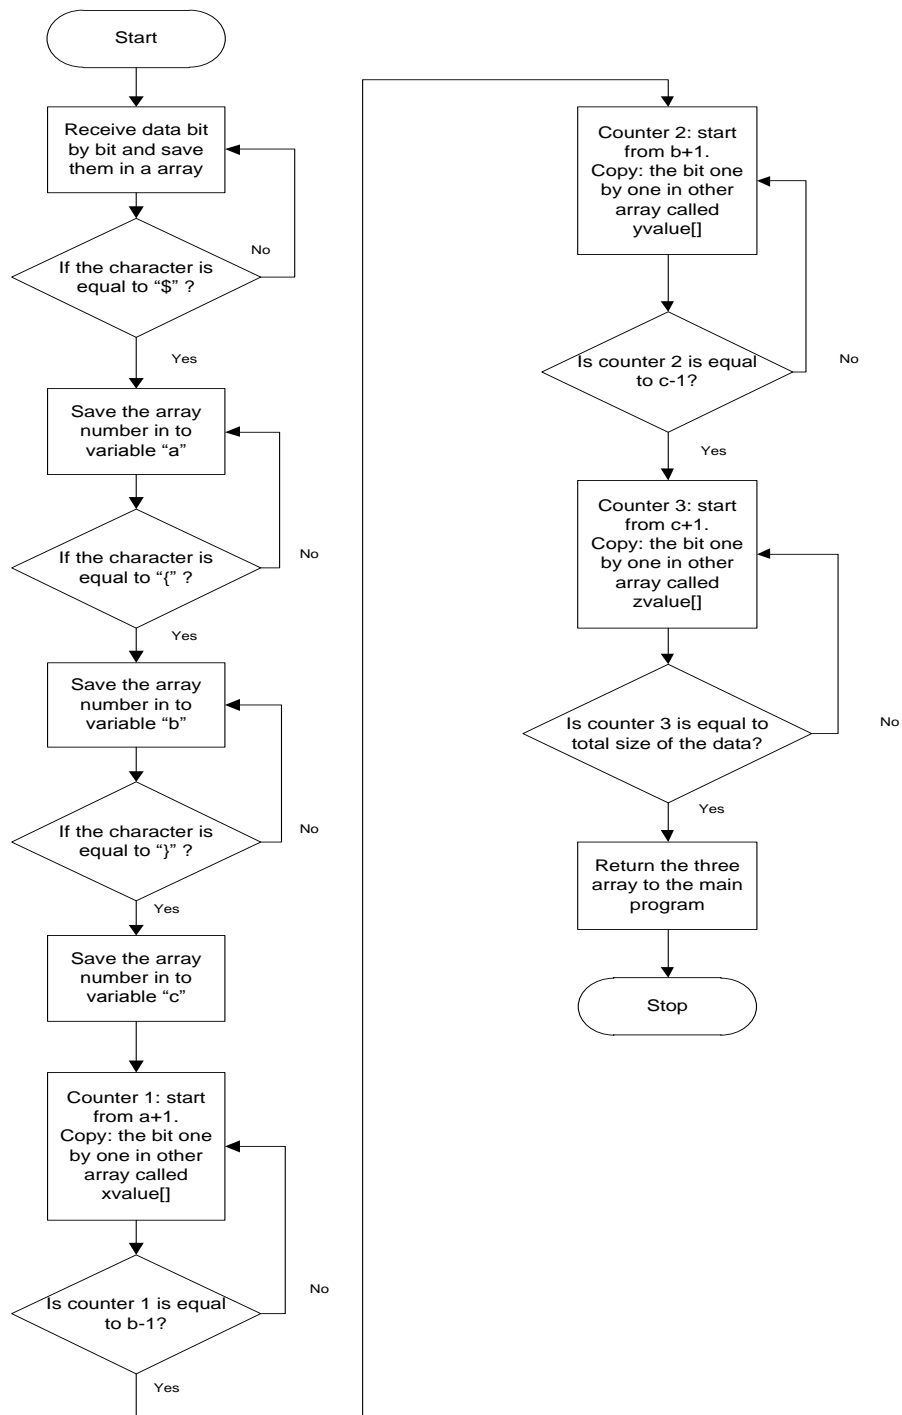 Start
Receive data bit
by bit and save
them in a array
No
If the character is
equal to “$” ?
Yes
Save the array
number in to
variable “a”
If the character is
equal to “{” ?
No
Yes
Save the array
number in to
variable “b”
If the character is
equal to “}” ?
No
Yes
Save the array
number in to
variable “c”
Counter 1: start
from a+1.
Copy: the bit one
by one in other
array called
xvalue[]
No
Is counter 1 is equal
to b-1?
Yes
Counter 2: start
from b+1.
Copy: the bit one
by one in other
array called
yvalue[]
Is counter 2 is equal
to c-1?
No
Yes
Counter 3: start
from c+1.
Copy: the bit one
by one in other
array called
zvalue[]
Is counter 3 is equal to
total size of the data?
No
Yes
Return the three
array to the main
program
Stop